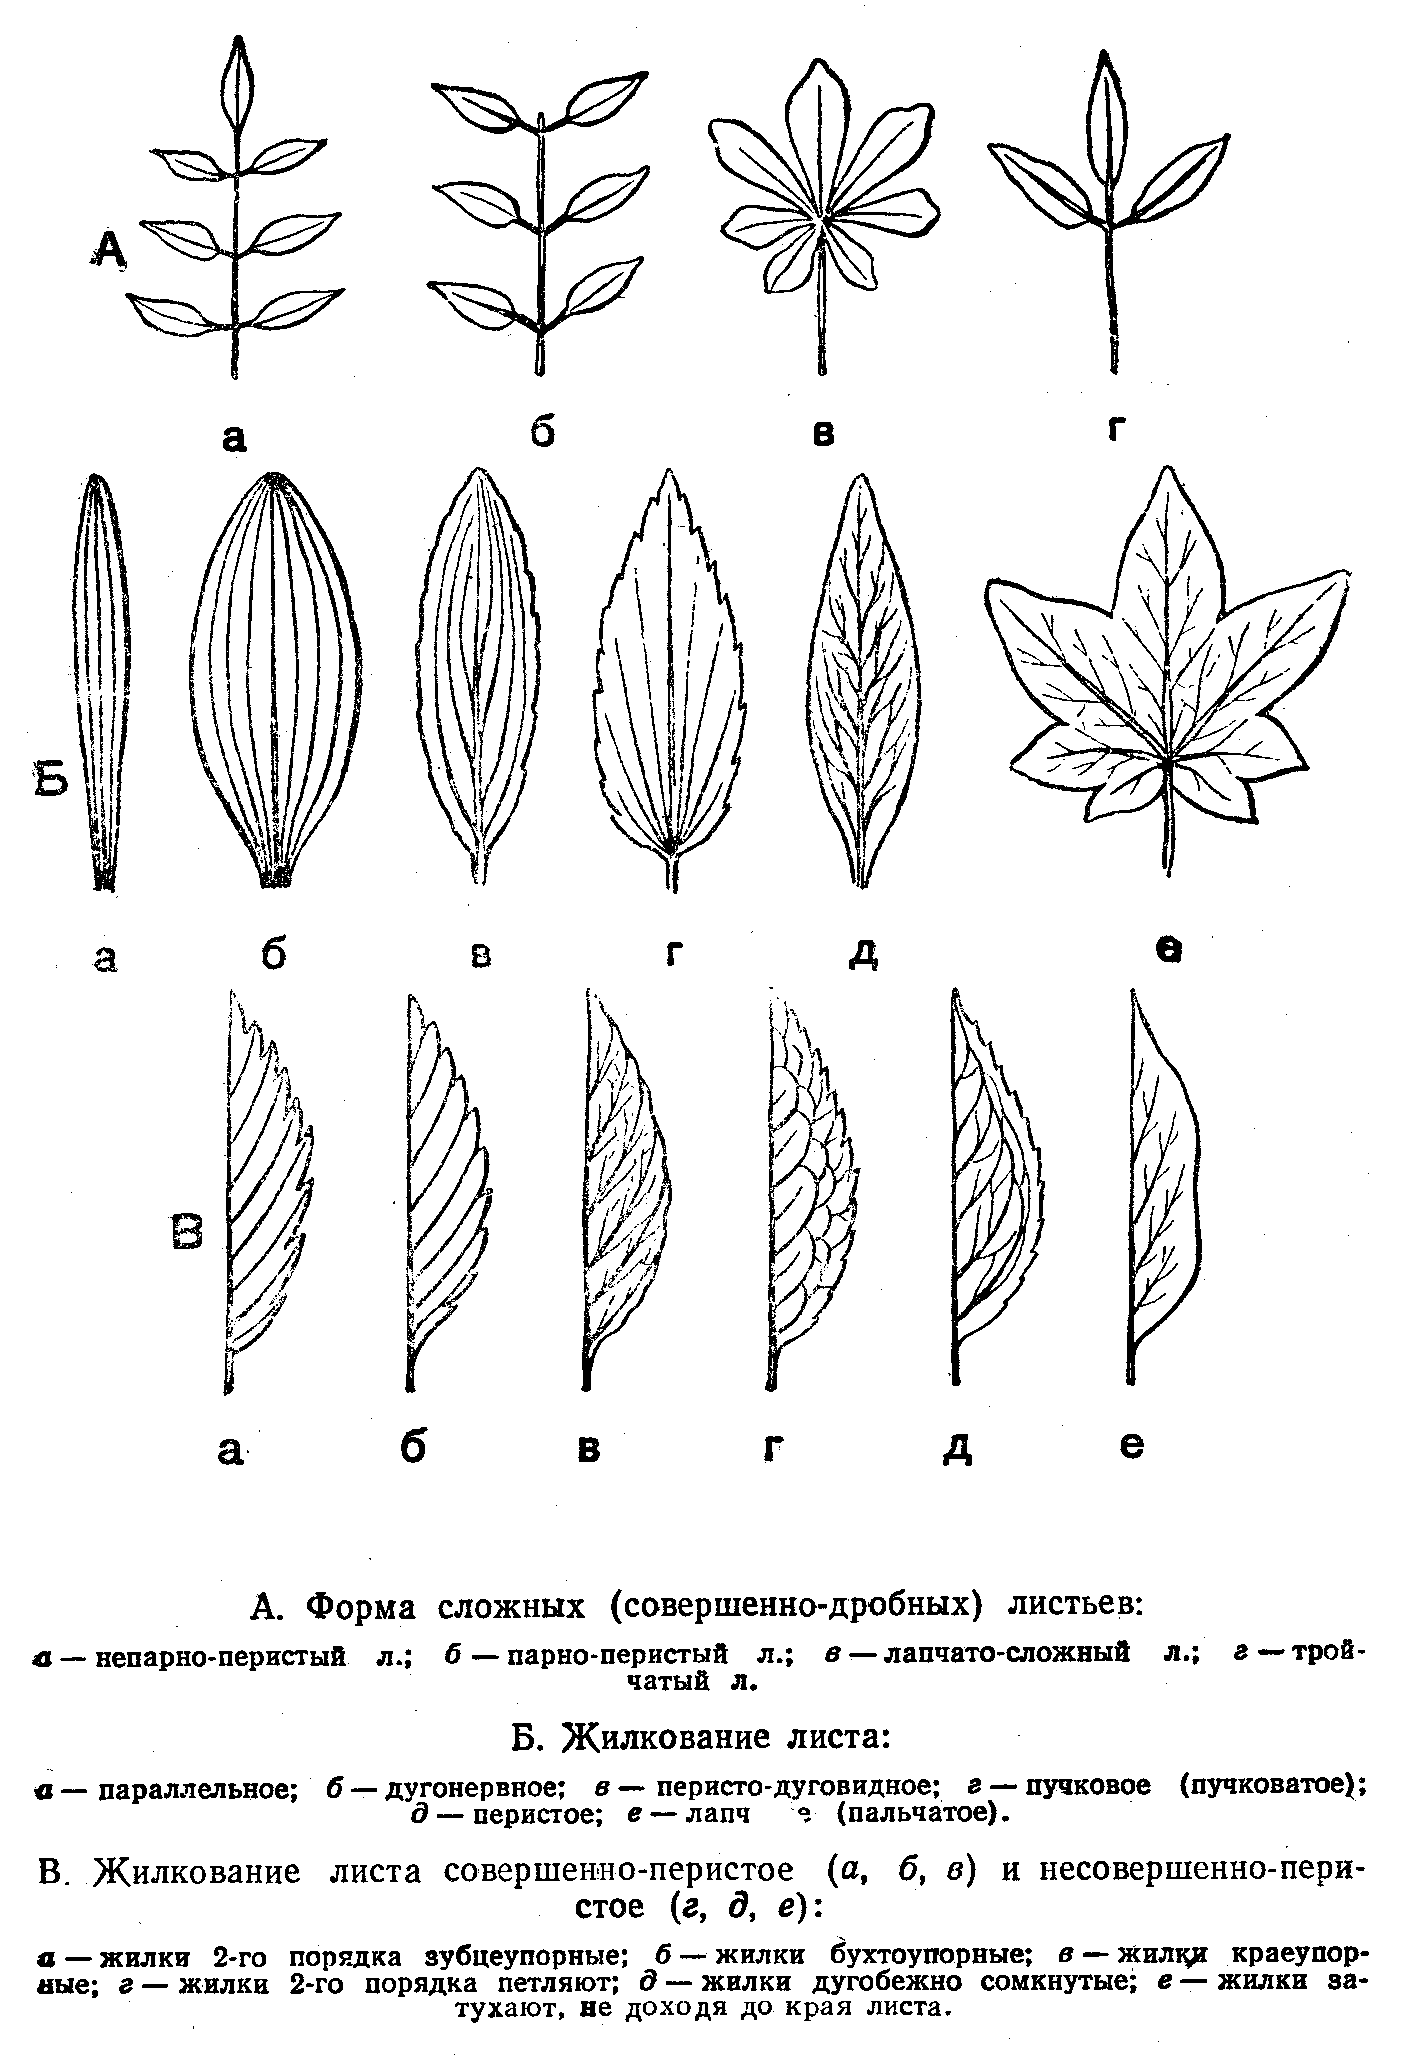 А
а б в г
Б
а б в г д е
В
а б в г д е
А. Форма сложных (совершенно-дробных) листьев:
а — непарно-перистый л.; б — парно-перистый л.; в — лапчато-сложный л.; г — трой-
чатый л.
Б. Жилкование листа:
а — параллельное; б — дугонервное; в — перисто-дуговидное; г — пучковое (пучковатое);
д — перистое; е — лапч е (пальчатое).
В. Жилкование листа совершенно-перистое (а, б, в) и несовершенно-пери-
стое (г, д, е):
а — жилки 2-го порядка зубцеупорные; б — жилки бухтоупорные; в — жилки краеупор-
ные; г — жилки 2-го порядка петляют; д — жилки дугобежно сомкнутые; е — жилки за-
тухают, не доходя до края листа.